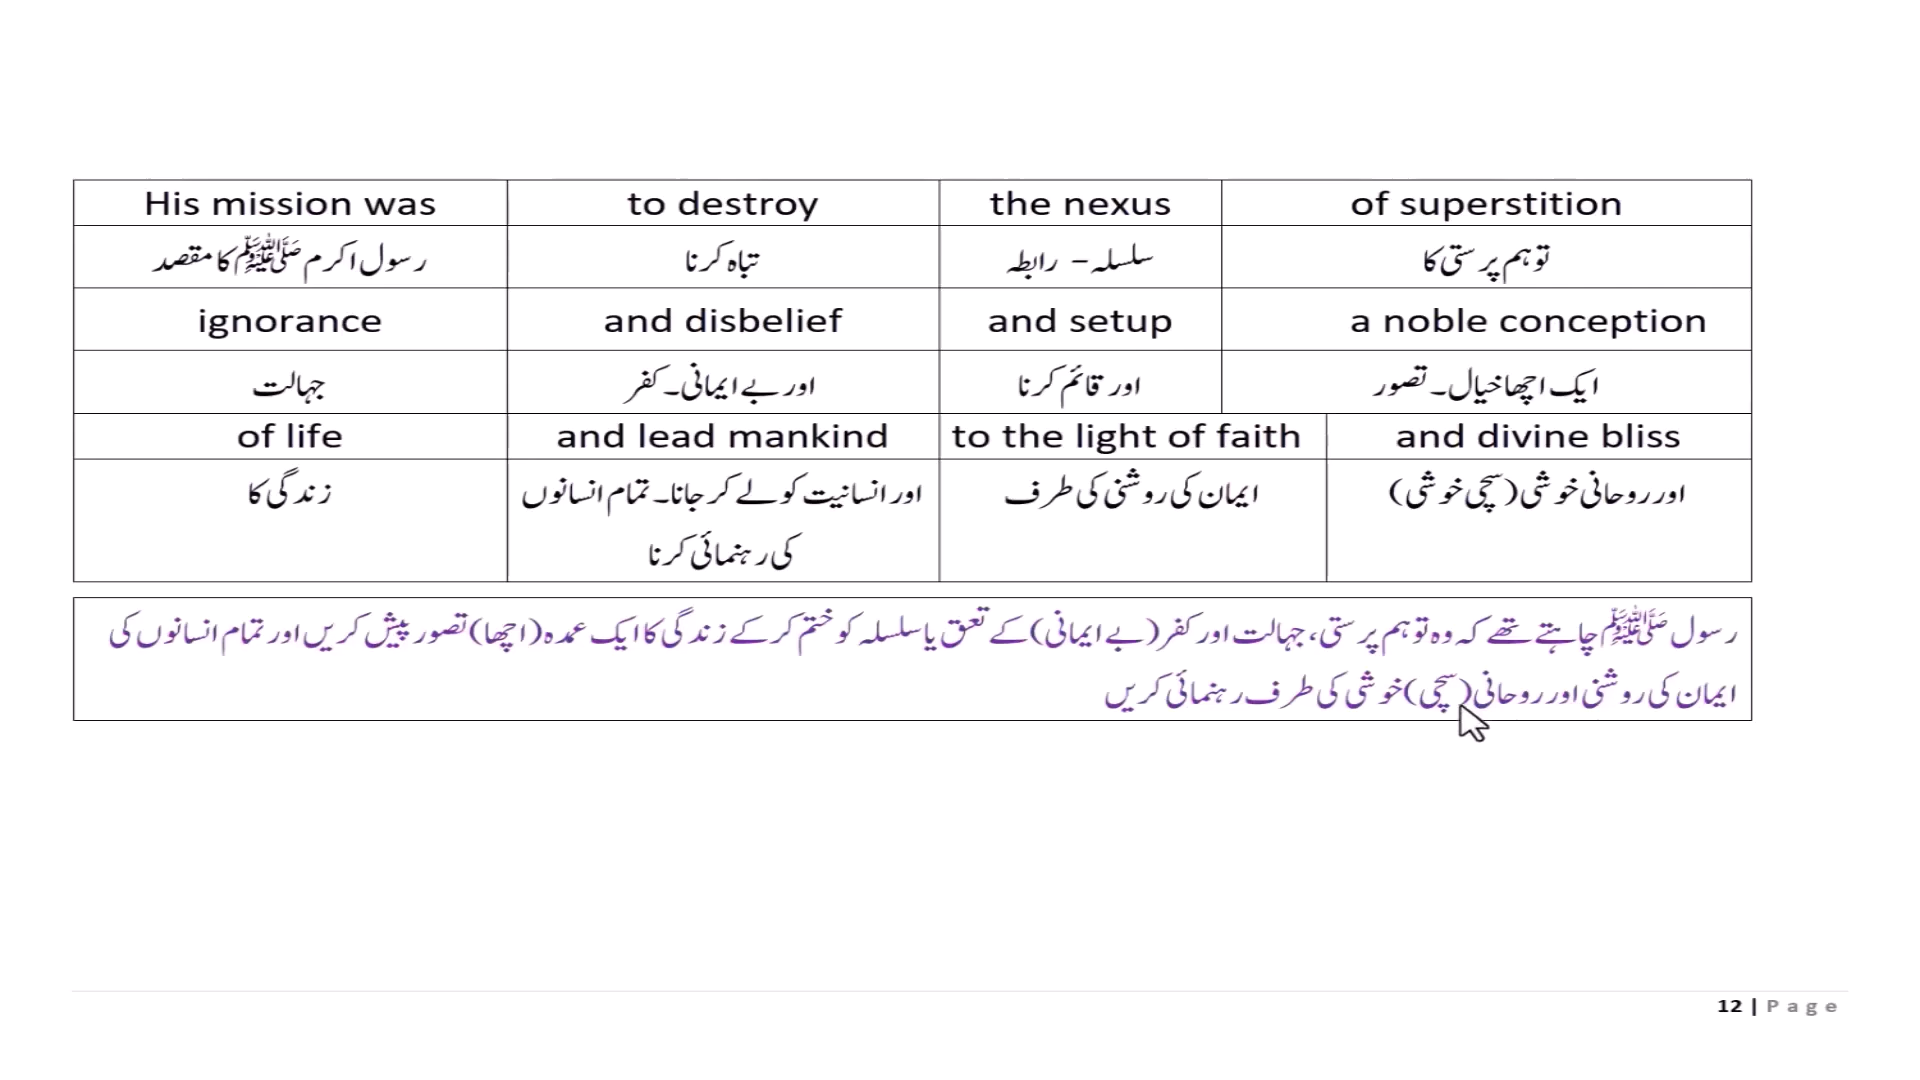 His mission was to destroy the nexus of superstition
رسول اکرم ﷺ کا مقصد تباہ کرنا سلسلہ – رابطہ توہم پرستی کا
ignorance and disbelief and setup a noble conception
جہالت اور بے ایمانی۔ کفر اور قائم کرنا ایک اچھا خیال۔ تصور
of life and lead mankind to the light of faith and divine bliss
زندگی کا اور انسانیت کو لے کر جانا۔ تمام انسانوں ایمان کی روشنی کی طرف اور روحانی خوشی (سچی خوشی)
کی رہنمائی کرنا
رسول ﷺ چاہتے تھے کہ وہ توہم پرستی، جہالت اور کفر (بے ایمانی) کے تعق یا سلسلہ کو ختم کر کے زندگی کا ایک عمدہ (اچھا) تصور پیش کریں اور تمام انسانوں کی
ایمان کی روشنی اور روحانی (سچی) خوشی کی طرف رہنمائی کریں
12 | Page